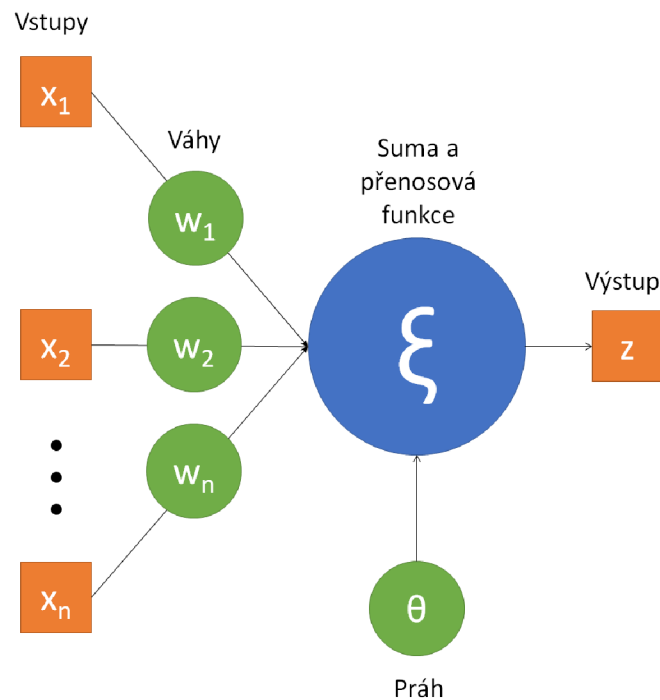 Vstupy
x₁
Váhy
w₁
Suma a
přenosová
funkce
ξ
Výstup
x₂
w₂
z
wₙ
xₙ
θ
Práh